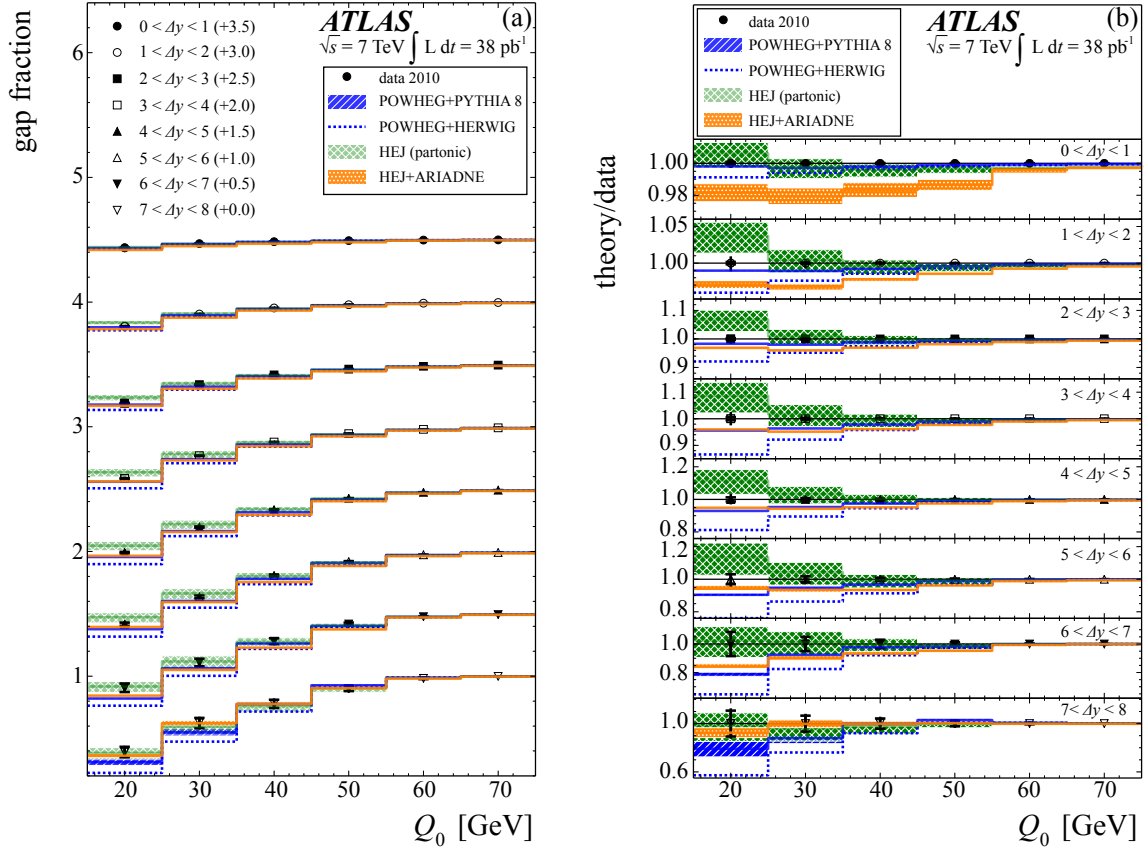 (a)
ATLAS
√s = 7 TeV ∫ L dt = 38 pb⁻¹
0 < Δy < 1 (+3.5)
1 < Δy < 2 (+3.0)
2 < Δy < 3 (+2.5)
3 < Δy < 4 (+2.0)
4 < Δy < 5 (+1.5)
5 < Δy < 6 (+1.0)
6 < Δy < 7 (+0.5)
7 < Δy < 8 (+0.0)
data 2010
POWHEG+PYTHIA 8
POWHEG+HERWIG
HEJ (partonic)
HEJ+ARIADNE
gap fraction
6
5
4
3
2
1
20 30 40 50 60 70
Q₀ [GeV]
(b)
ATLAS
√s = 7 TeV ∫ L dt = 38 pb⁻¹
data 2010
POWHEG+PYTHIA 8
POWHEG+HERWIG
HEJ (partonic)
HEJ+ARIADNE
theory/data
0 < Δy < 1
1.00
0.98
1 < Δy < 2
1.05
1.00
2 < Δy < 3
1.1
1.0
0.9
3 < Δy < 4
1.1
1.0
0.9
4 < Δy < 5
1.2
1.0
0.8
5 < Δy < 6
1.2
1.0
0.8
6 < Δy < 7
1.2
1.0
0.8
7 < Δy < 8
1.0
0.6
20 30 40 50 60 70
Q₀ [GeV]